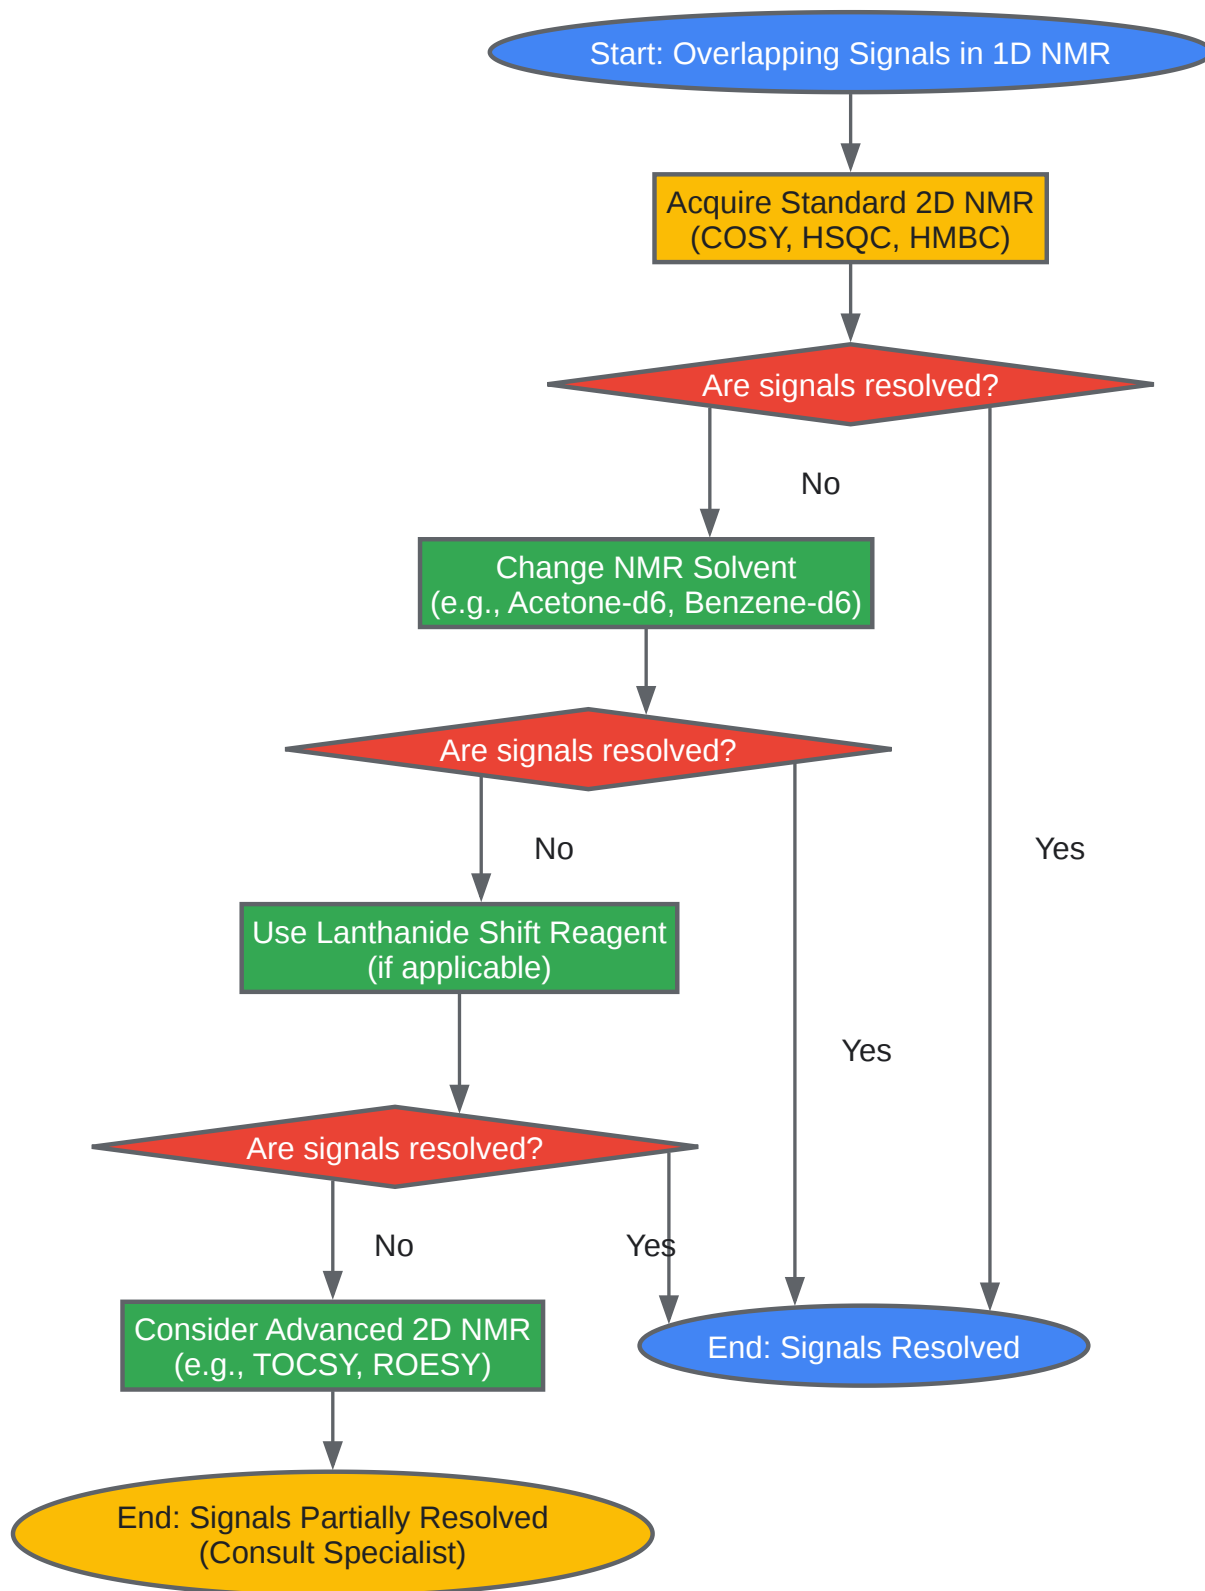 Start: Overlapping Signals in 1D NMR
Acquire Standard 2D NMR
(COSY, HSQC, HMBC)
Are signals resolved?
No
Change NMR Solvent
(e.g., Acetone-d6, Benzene-d6)
Are signals resolved?
No
Yes
Use Lanthanide Shift Reagent
(if applicable)
Yes
Are signals resolved?
No
Yes
Consider Advanced 2D NMR
(e.g., TOCSY, ROESY)
End: Signals Resolved
End: Signals Partially Resolved
(Consult Specialist)